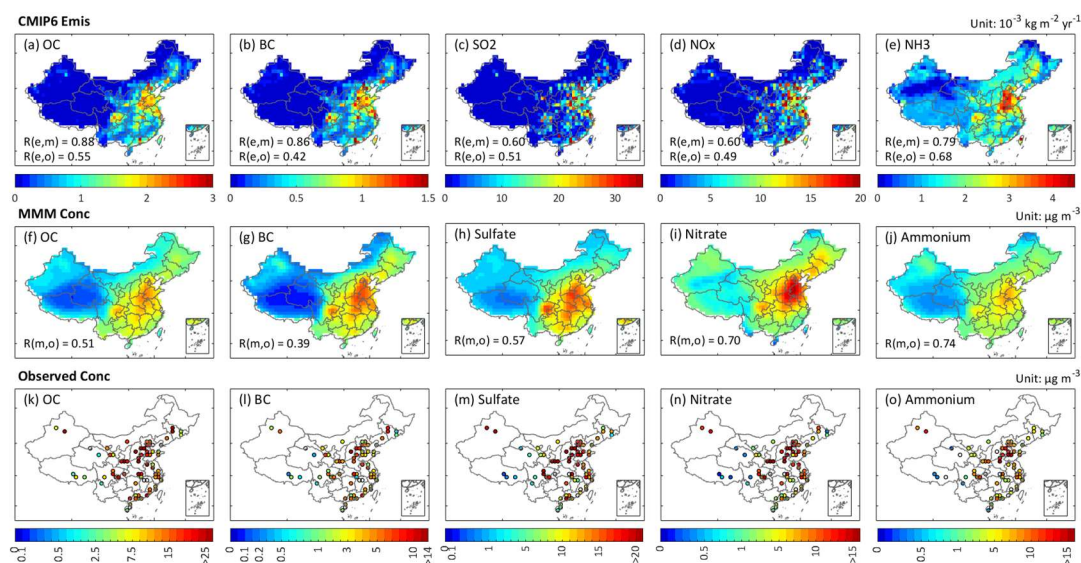 CMIP6 Emis
Unit: 10⁻³ kg m⁻² yr⁻¹
(a) OC
(b) BC
(c) SO2
(d) NOx
(e) NH3
R(e,m) = 0.88
R(e,o) = 0.55
R(e,m) = 0.86
R(e,o) = 0.42
R(e,m) = 0.60
R(e,o) = 0.51
R(e,m) = 0.60
R(e,o) = 0.49
R(e,m) = 0.79
R(e,o) = 0.68
0 1 2 3
0 0.5 1 1.5
0 10 20 30
0 5 10 15 20
0 1 2 3 4
MMM Conc
Unit: µg m⁻³
(f) OC
(g) BC
(h) Sulfate
(i) Nitrate
(j) Ammonium
R(m,o) = 0.51
R(m,o) = 0.39
R(m,o) = 0.57
R(m,o) = 0.70
R(m,o) = 0.74
Observed Conc
Unit: µg m⁻³
(k) OC
(l) BC
(m) Sulfate
(n) Nitrate
(o) Ammonium
0.1 0.5 2.5 7.5 15 >25
0.1 0.2 0.5 1 3 5 10 >14
0.1 1 5 10 15 >20
0.5 1 5 10 >15
0.5 1 5 10 >15